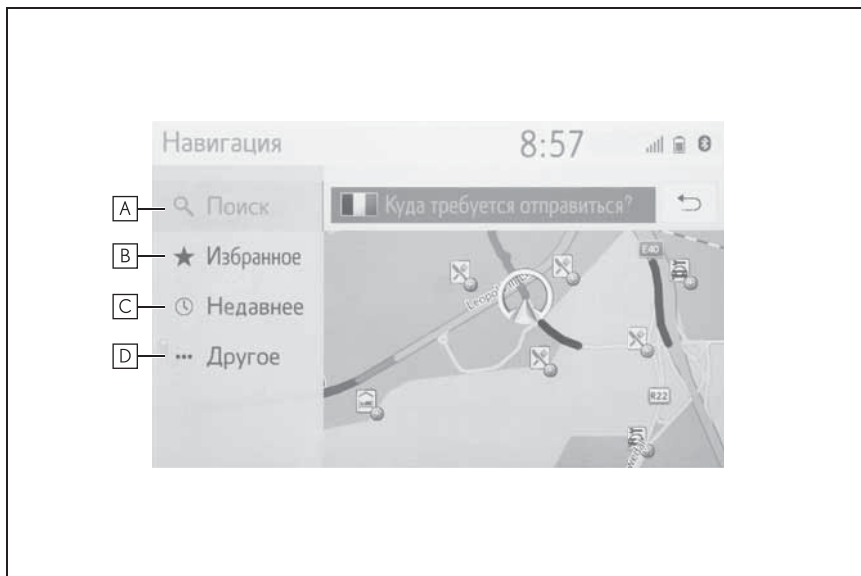 Навигация
8:57
A
Поиск
Куда требуется отправиться?
B
Избранное
C
Недавнее
D
Другое
E40
R22